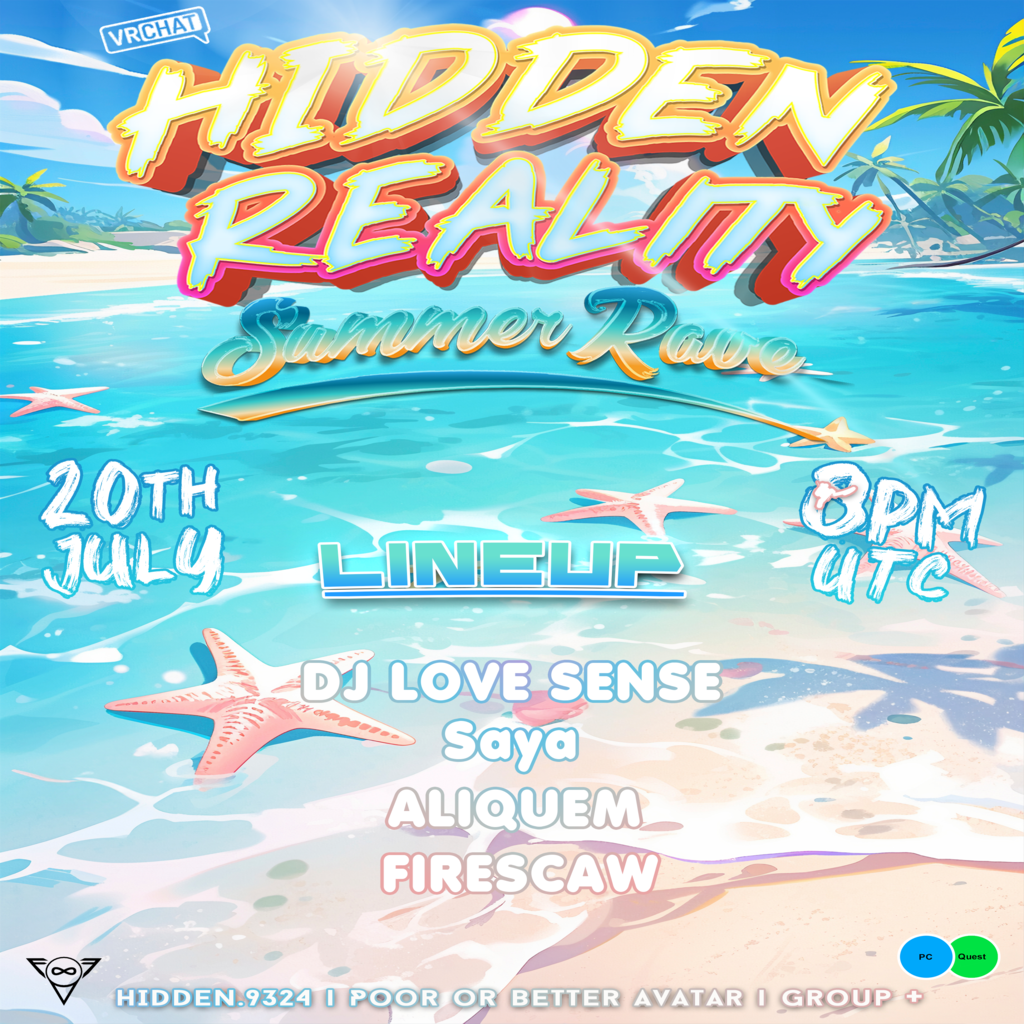 VRCHAT
HIDDEN
REALITY
Summer Rave
20TH
JULY
8PM
UTC
LINEUP
DJ LOVE SENSE
Saya
ALIQUEM
FIRESCAW
PC
Quest
HIDDEN.9324 | POOR OR BETTER AVATAR | GROUP +